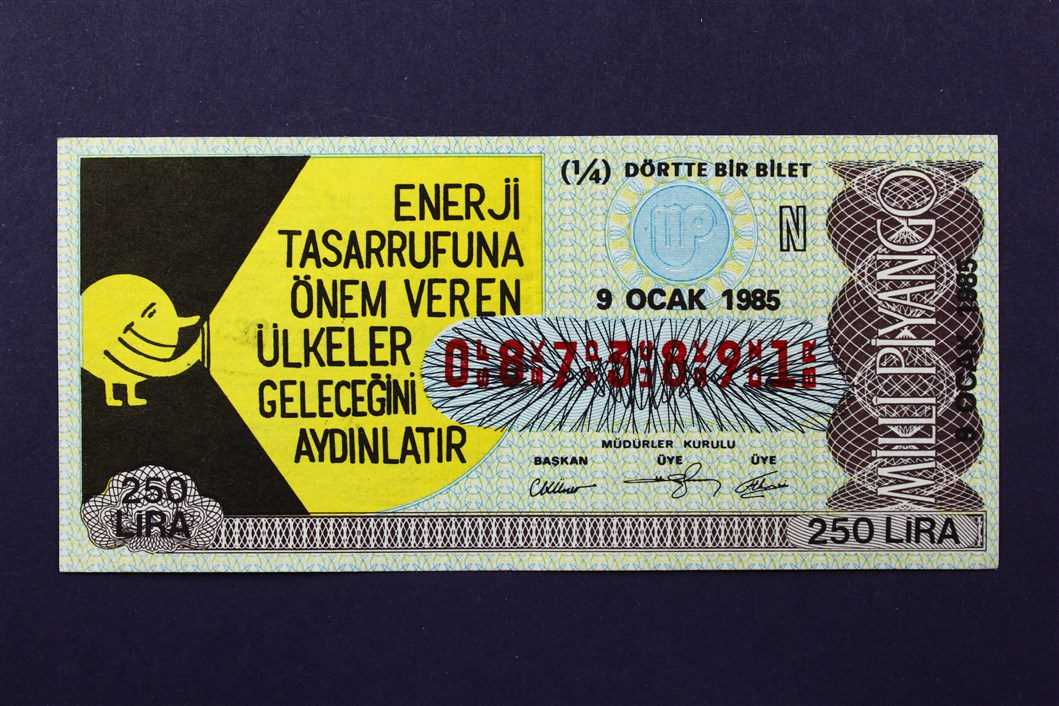 ENERJİ
TASARRUFUNA
ÖNEM VEREN
ÜLKELER
GELECEĞİNİ
AYDINLATIR
250
LİRA
(1/4) DÖRTTE BİR BİLET
N
9 OCAK 1985
0873891
MÜDÜRLER KURULU
BAŞKAN ÜYE ÜYE
MİLLİ PİYANGO
9 OCAK 1985
250 LİRA